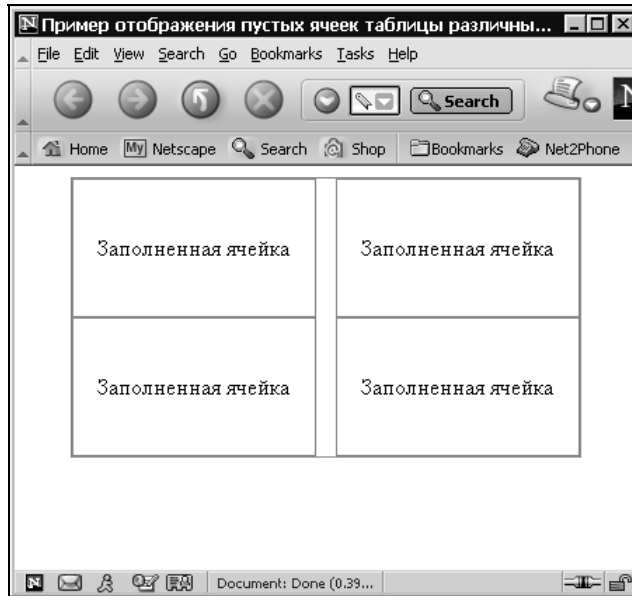 Пример отображения пустых ячеек таблицы различны...
File Edit View Search Go Bookmarks Tasks Help
Search
Home My Netscape Search Shop Bookmarks Net2Phone
Заполненная ячейка Заполненная ячейка
Заполненная ячейка Заполненная ячейка
Document: Done (0.39...